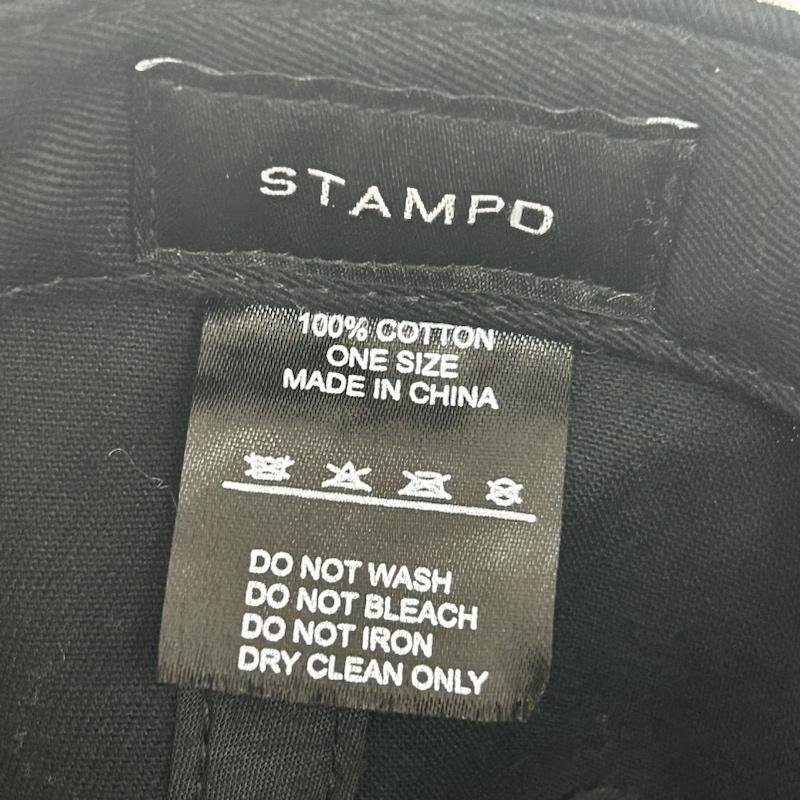 STAMPD
100% COTTON
ONE SIZE
MADE IN CHINA
DO NOT WASH
DO NOT BLEACH
DO NOT IRON
DRY CLEAN ONLY